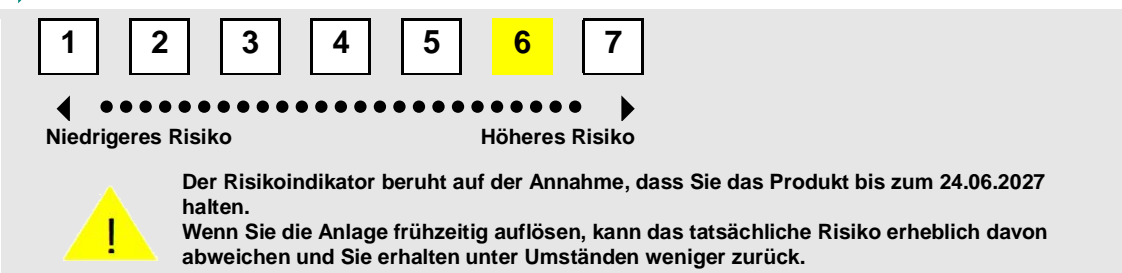 1 2 3 4 5 6 7
Niedrigeres Risiko Höheres Risiko
Der Risikoindikator beruht auf der Annahme, dass Sie das Produkt bis zum 24.06.2027
halten.
Wenn Sie die Anlage frühzeitig auflösen, kann das tatsächliche Risiko erheblich davon
abweichen und Sie erhalten unter Umständen weniger zurück.
!